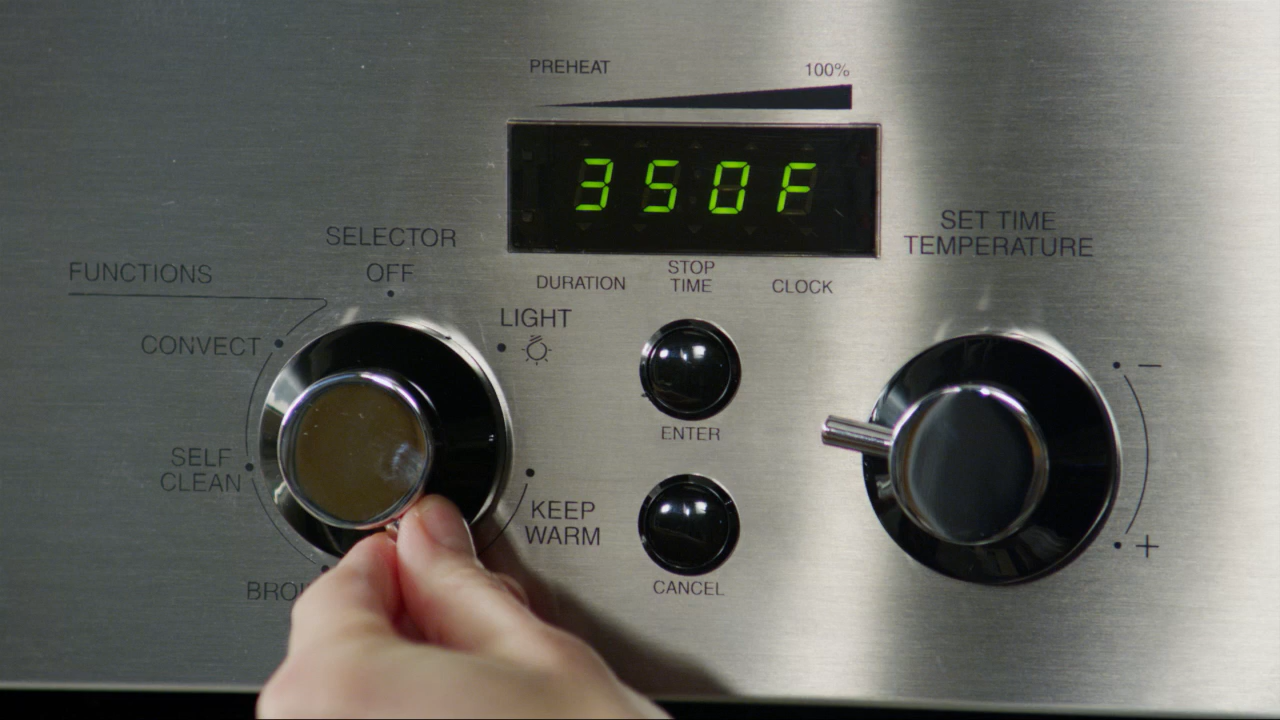 PREHEAT 100%
350F
SELECTOR
OFF
FUNCTIONS
CONVECT
SELF
CLEAN
LIGHT
KEEP
WARM
DURATION
STOP
TIME
CLOCK
ENTER
CANCEL
SET TIME
TEMPERATURE
−
+